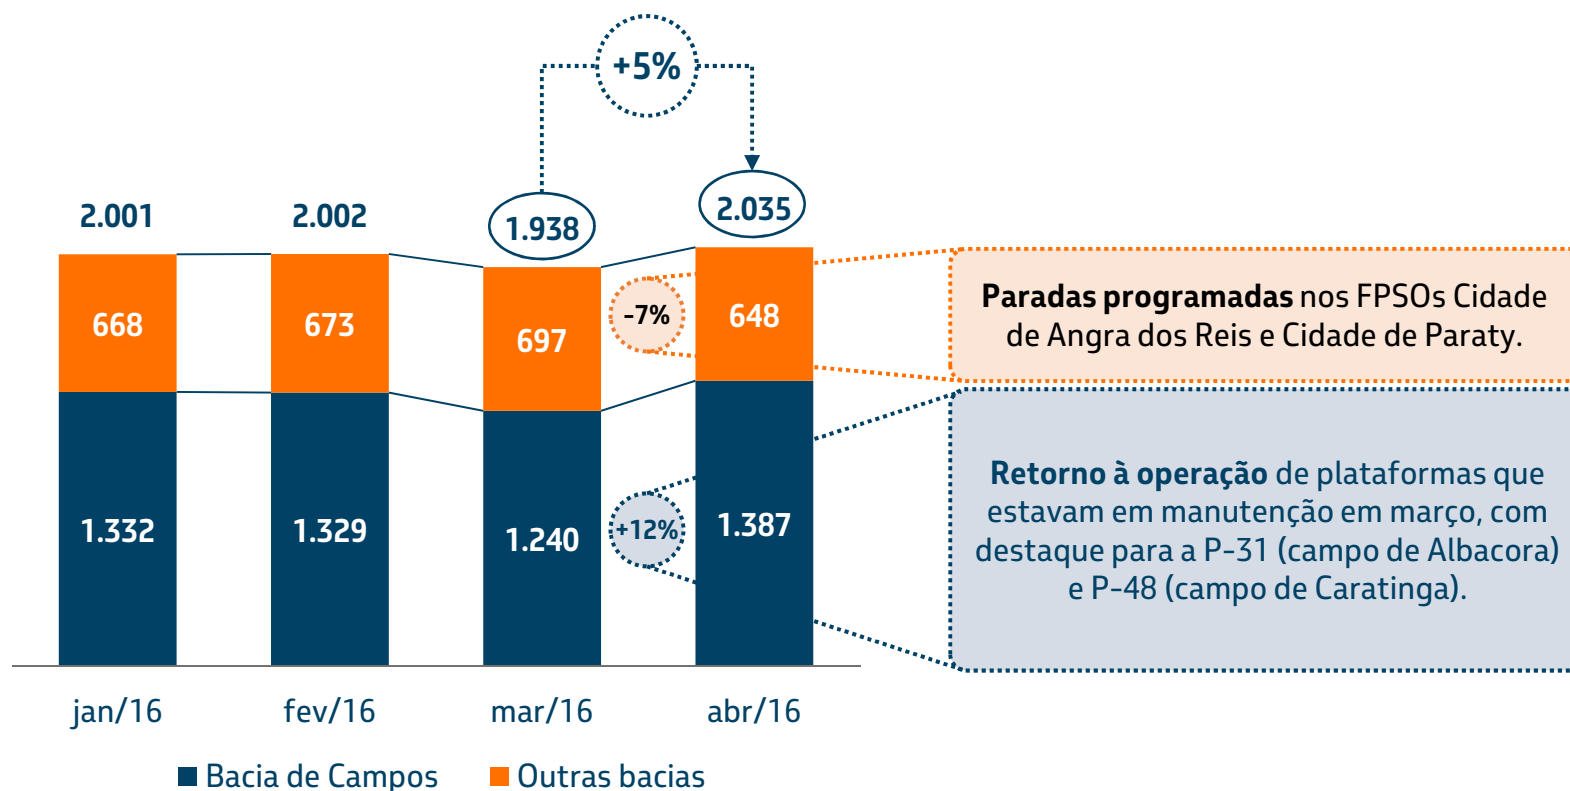 +5%
2.001
2.002
1.938
2.035
668
673
697
-7%
648
1.332
1.329
1.240
+12%
1.387
jan/16
fev/16
mar/16
abr/16
Bacia de Campos
Outras bacias
Paradas programadas nos FPSOs Cidade
de Angra dos Reis e Cidade de Paraty.
Retorno à operação de plataformas que
estavam em manutenção em março, com
destaque para a P-31 (campo de Albacora)
e P-48 (campo de Caratinga).